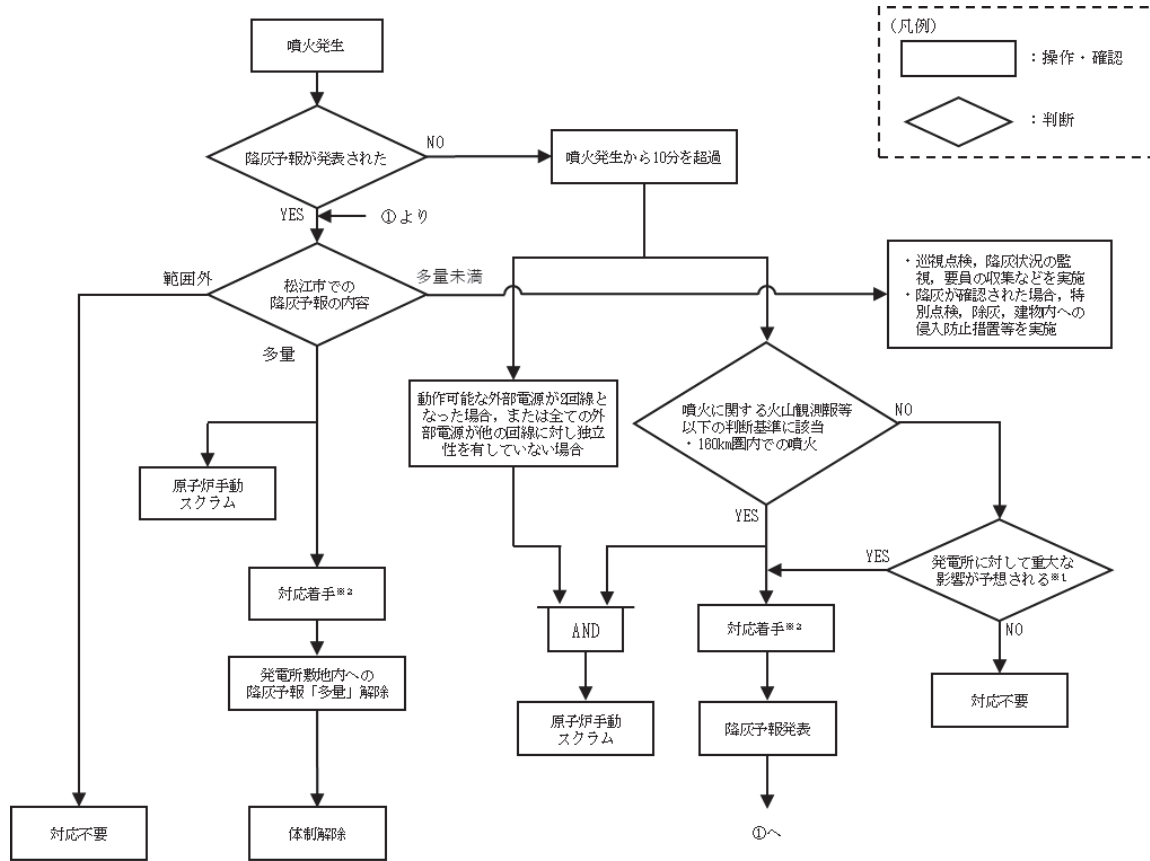 噴火発生
(凡例)
：操作・確認
：判断
降灰予報が発表された
NO
噴火発生から10分を超過
YES
①より
範囲外
松江市での
降灰予報の内容
多量未満
・巡視点検，降灰状況の監
視，要員の収集などを実施
・降灰が確認された場合，特
別点検，除灰，建物内への
侵入防止措置等を実施
多量
動作可能な外部電源が2回線と
なった場合，または全ての外
部電源が他の回線に対し独立
性を有していない場合
噴火に関する火山観測報等
以下の判断基準に該当
・160km圏内での噴火
NO
原子炉手動
スクラム
YES
YES
発電所に対して重大な
影響が予想される※1
対応着手※2
AND
対応着手※2
NO
発電所敷地内への
降灰予報「多量」解除
原子炉手動
スクラム
降灰予報発表
対応不要
対応不要
体制解除
①へ